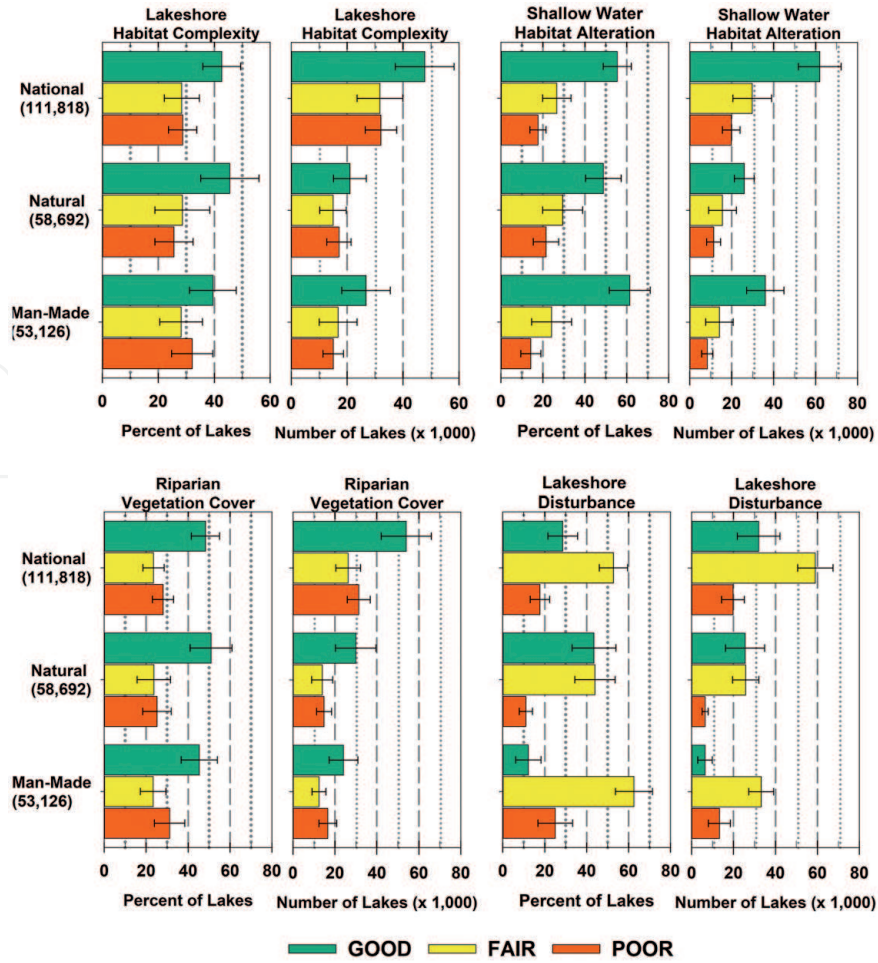 Lakeshore
Habitat Complexity
Lakeshore
Habitat Complexity
Shallow Water
Habitat Alteration
Shallow Water
Habitat Alteration
National
(111,818)
Natural
(58,692)
Man-Made
(53,126)
0 20 40 60
0 20 40 60
0 20 40 60 80
0 20 40 60 80
Percent of Lakes
Number of Lakes (x 1,000)
Percent of Lakes
Number of Lakes (x 1,000)
Riparian
Vegetation Cover
Riparian
Vegetation Cover
Lakeshore
Disturbance
Lakeshore
Disturbance
National
(111,818)
Natural
(58,692)
Man-Made
(53,126)
0 20 40 60 80
0 20 40 60 80
0 20 40 60 80
0 20 40 60 80
Percent of Lakes
Number of Lakes (x 1,000)
Percent of Lakes
Number of Lakes (x 1,000)
GOOD FAIR POOR